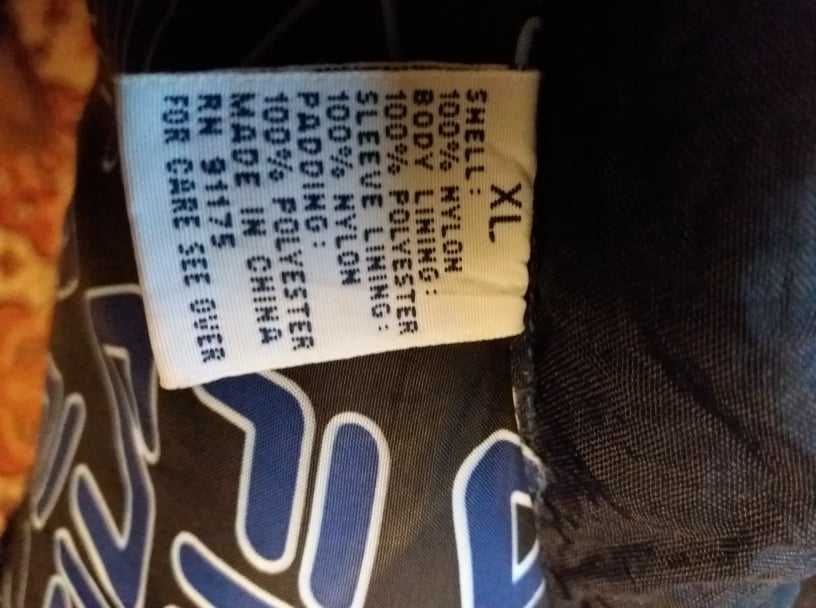 XL
SHELL:
100% NYLON
BODY LINING:
100% POLYESTER
SLEEVE LINING:
100% NYLON
PADDING:
100% POLYESTER
MADE IN CHINA
RN 91175
FOR CARE SEE OVER